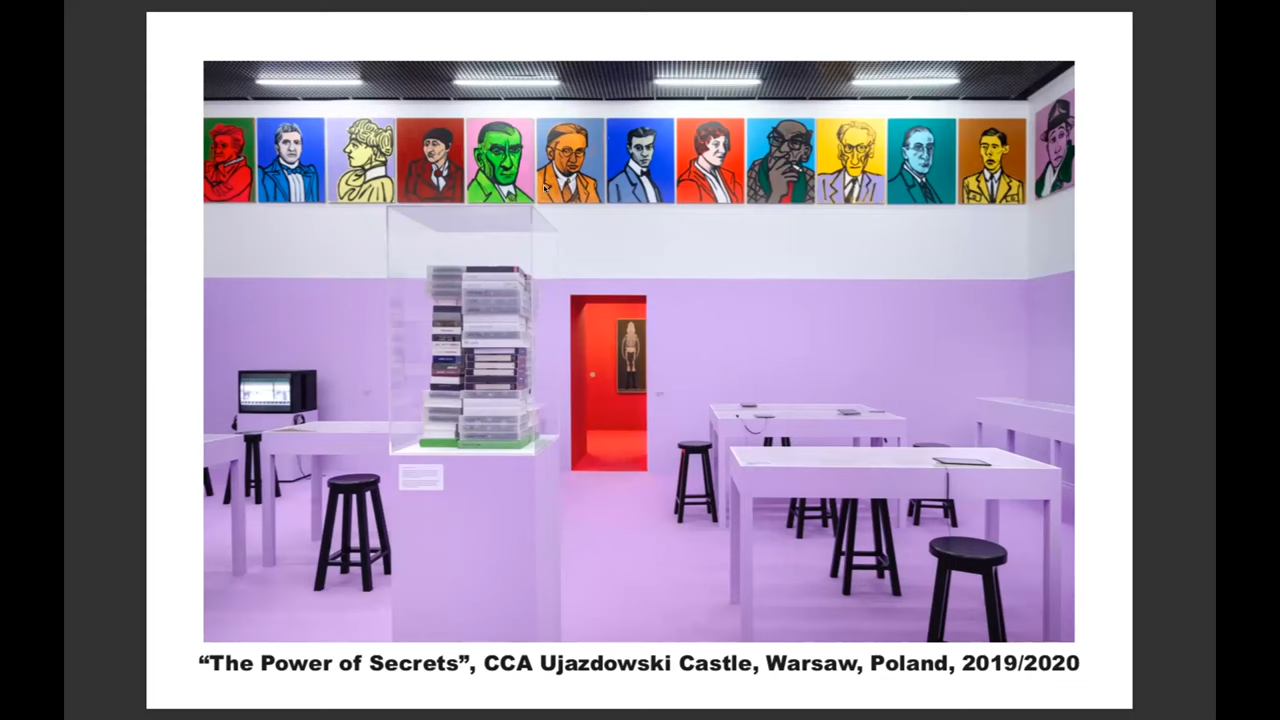 “The Power of Secrets”, CCA Ujazdowski Castle, Warsaw, Poland, 2019/2020